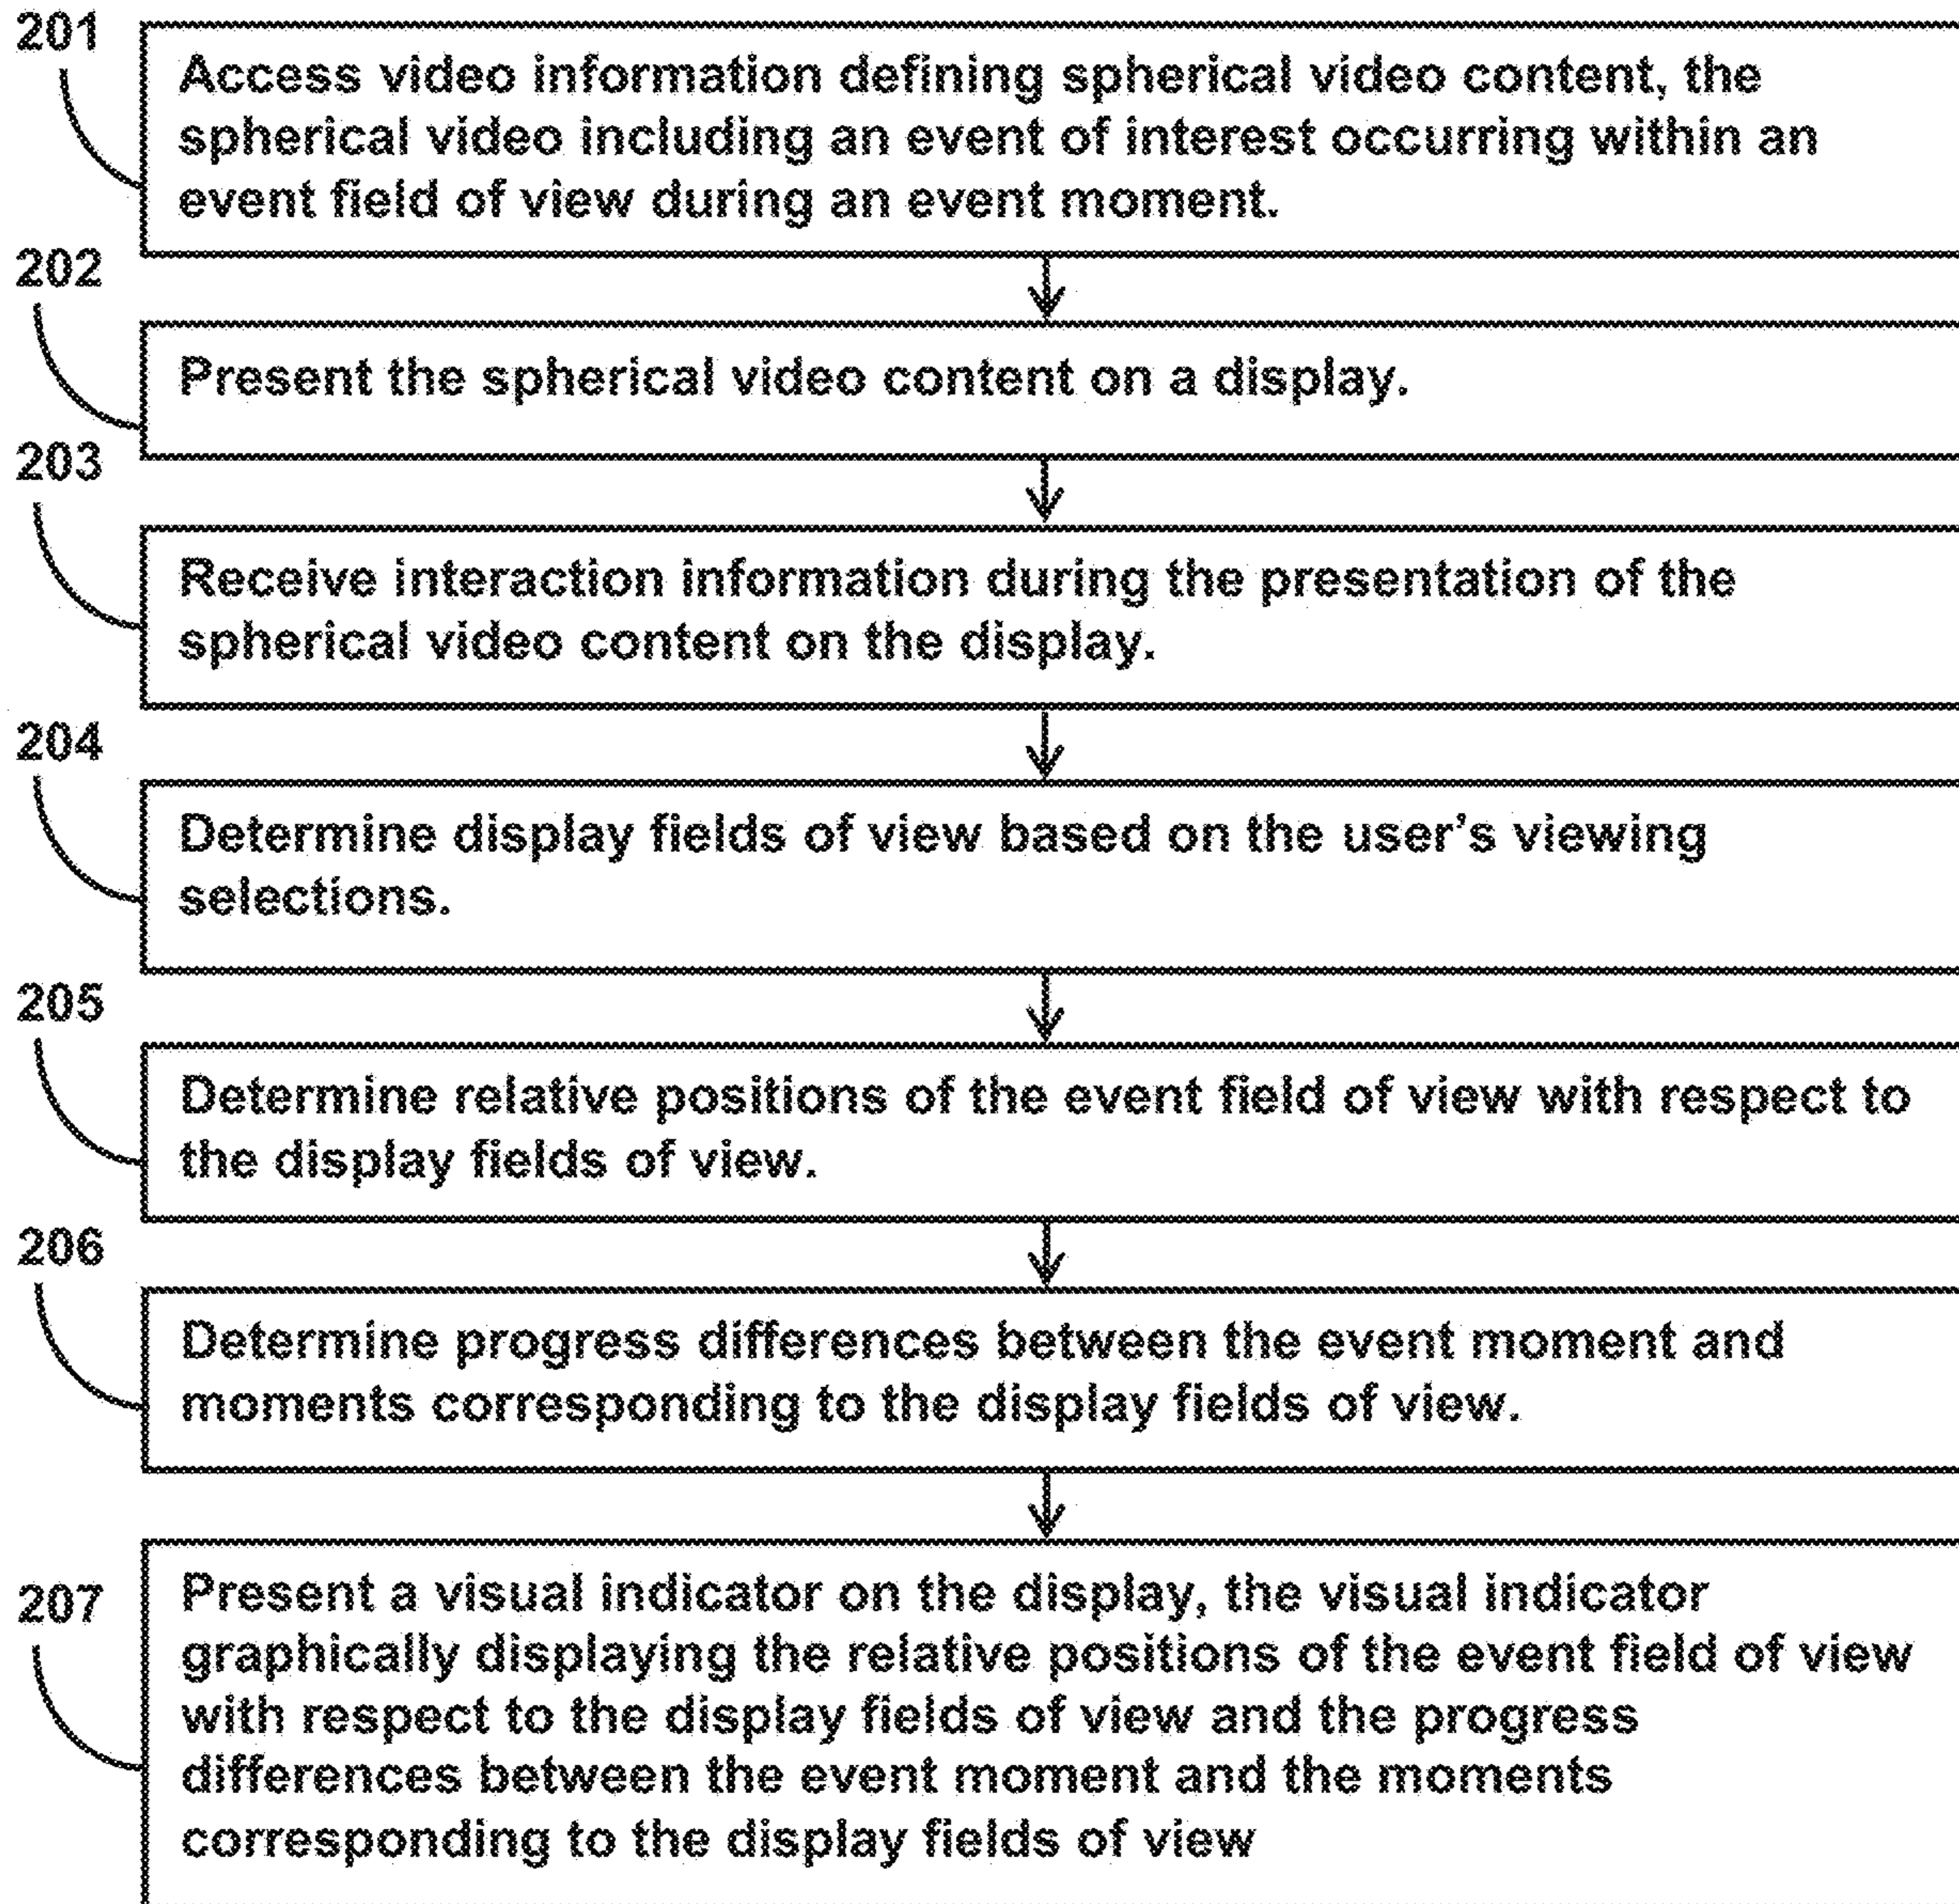 201
Access video information defining spherical video content, the
spherical video including an event of interest occurring within an
event field of view during an event moment.
202
Present the spherical video content on a display.
203
Receive interaction information during the presentation of the
spherical video content on the display.
204
Determine display fields of view based on the user's viewing
selections.
205
Determine relative positions of the event field of view with respect to
the display fields of view.
206
Determine progress differences between the event moment and
moments corresponding to the display fields of view.
207
Present a visual indicator on the display, the visual indicator
graphically displaying the relative positions of the event field of view
with respect to the display fields of view and the progress
differences between the event moment and the moments
corresponding to the display fields of view